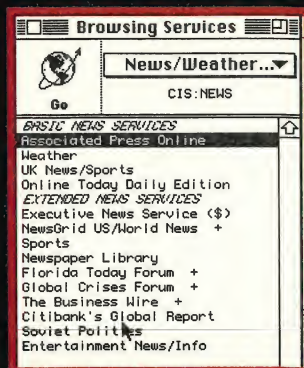 Browsing Services
News/Weather...
Go
CIS:NEWS
BASIC NEWS SERVICES
Associated Press Online
Weather
UK News/Sports
Online Today Daily Edition
EXTENDED NEWS SERVICES
Executive News Service ($)
NewsGrid US/World News +
Sports
Newspaper Library
Florida Today Forum +
Global Crises Forum +
The Business Wire +
Citibank's Global Report
Soviet Politics
Entertainment News/Info